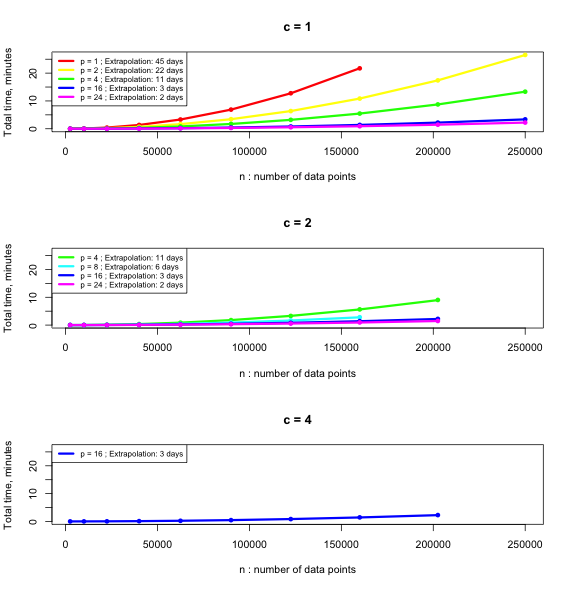 c = 1
Total time, minutes
20
10
0
p = 1 ; Extrapolation: 45 days
p = 2 ; Extrapolation: 22 days
p = 4 ; Extrapolation: 11 days
p = 16 ; Extrapolation: 3 days
p = 24 ; Extrapolation: 2 days
0 50000 100000 150000 200000 250000
n : number of data points
c = 2
Total time, minutes
20
10
0
p = 4 ; Extrapolation: 11 days
p = 8 ; Extrapolation: 6 days
p = 16 ; Extrapolation: 3 days
p = 24 ; Extrapolation: 2 days
0 50000 100000 150000 200000 250000
n : number of data points
c = 4
Total time, minutes
20
10
0
p = 16 ; Extrapolation: 3 days
0 50000 100000 150000 200000 250000
n : number of data points